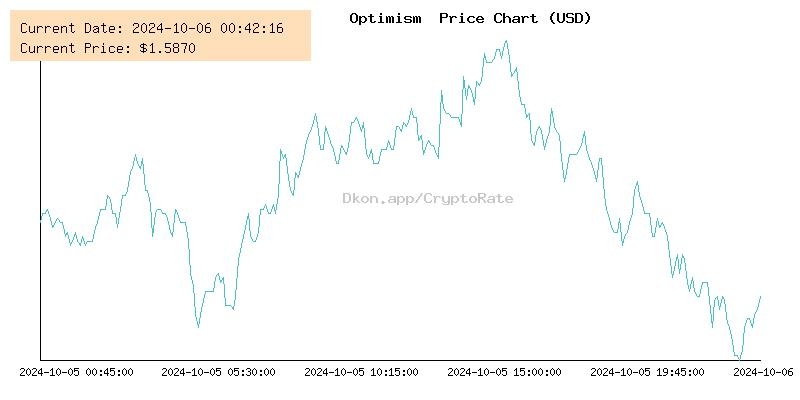 Optimism  Price Chart (USD)
Current Date: 2024-10-06 00:42:16
Current Price: $1.5870
Dkon.app/CryptoRate
2024-10-05 00:45:00 2024-10-05 05:30:00 2024-10-05 10:15:00 2024-10-05 15:00:00 2024-10-05 19:45:00 2024-10-06